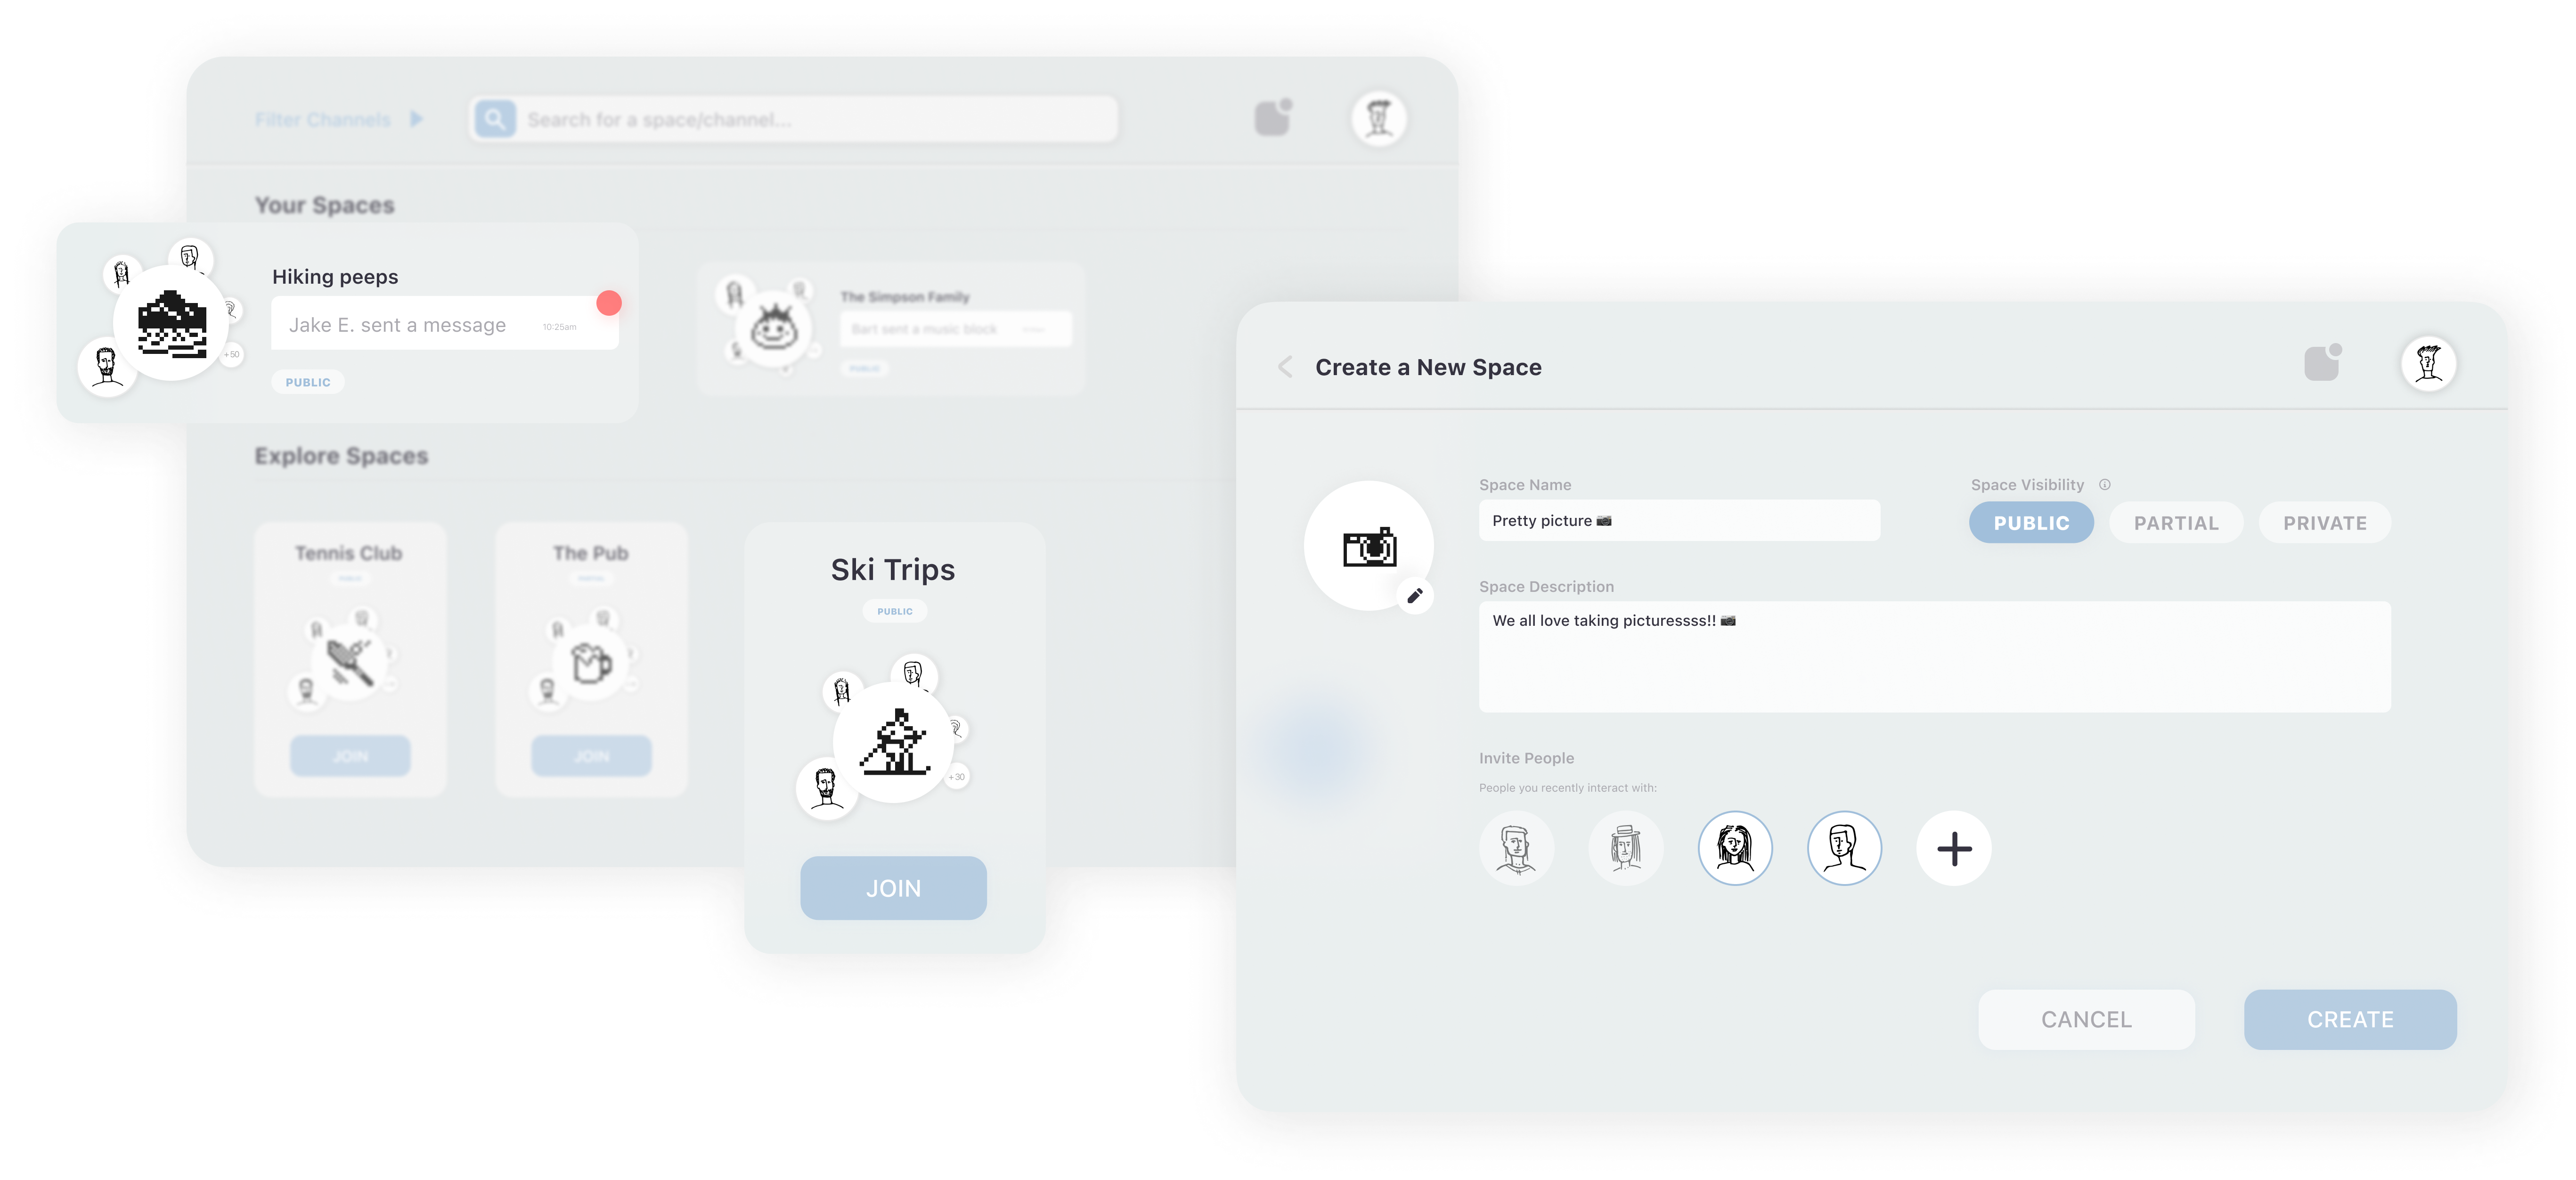 Filter Channels
Search for a space/channel...
Your Spaces
Hiking peeps
Jake E. sent a message
10:25am
+50
PUBLIC
The Simpson Family
Bart sent a music block
PUBLIC
Explore Spaces
Tennis Club
PUBLIC
JOIN
The Pub
PARTIAL
JOIN
Ski Trips
PUBLIC
+30
JOIN
Create a New Space
Space Name
Pretty picture 📷
Space Visibility
PUBLIC
PARTIAL
PRIVATE
Space Description
We all love taking picturessss!! 📷
Invite People
People you recently interact with:
CANCEL
CREATE